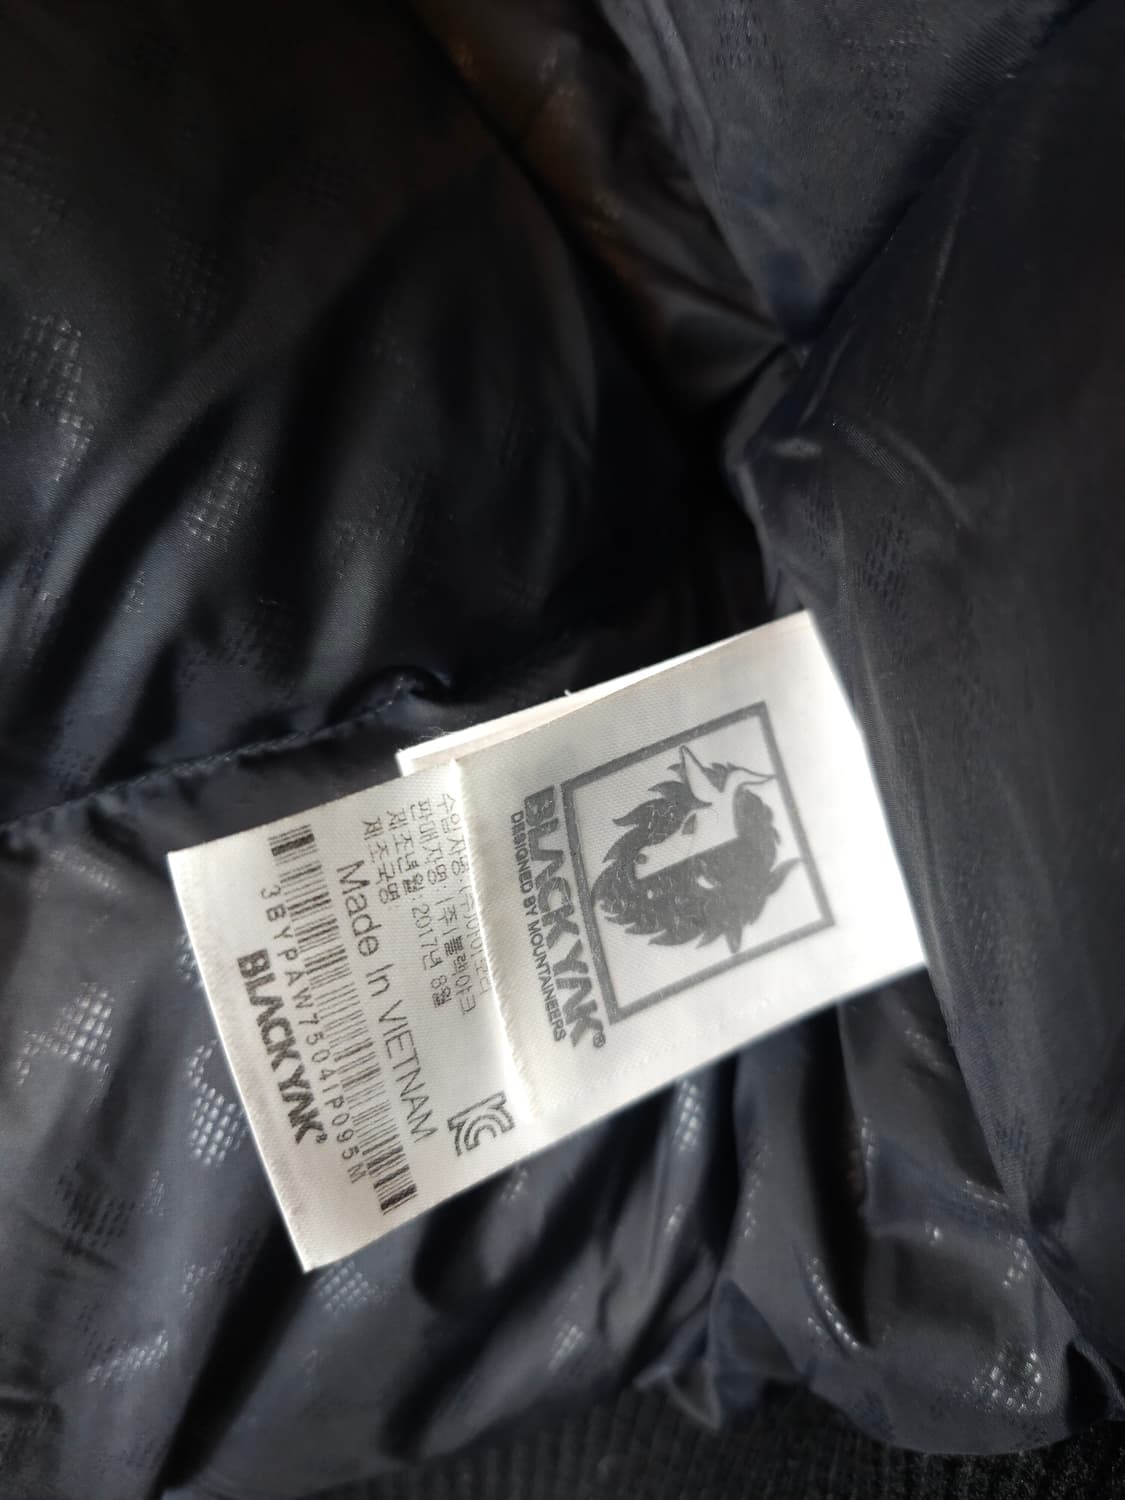 BLACKYAK®
DESIGNED BY MOUNTAINEERS
판매자명: (주)블랙야크
제조년월: 2017년 8월
제조국명
Made In VIETNAM
3BYPAW75041P095M
BLACKYAK®